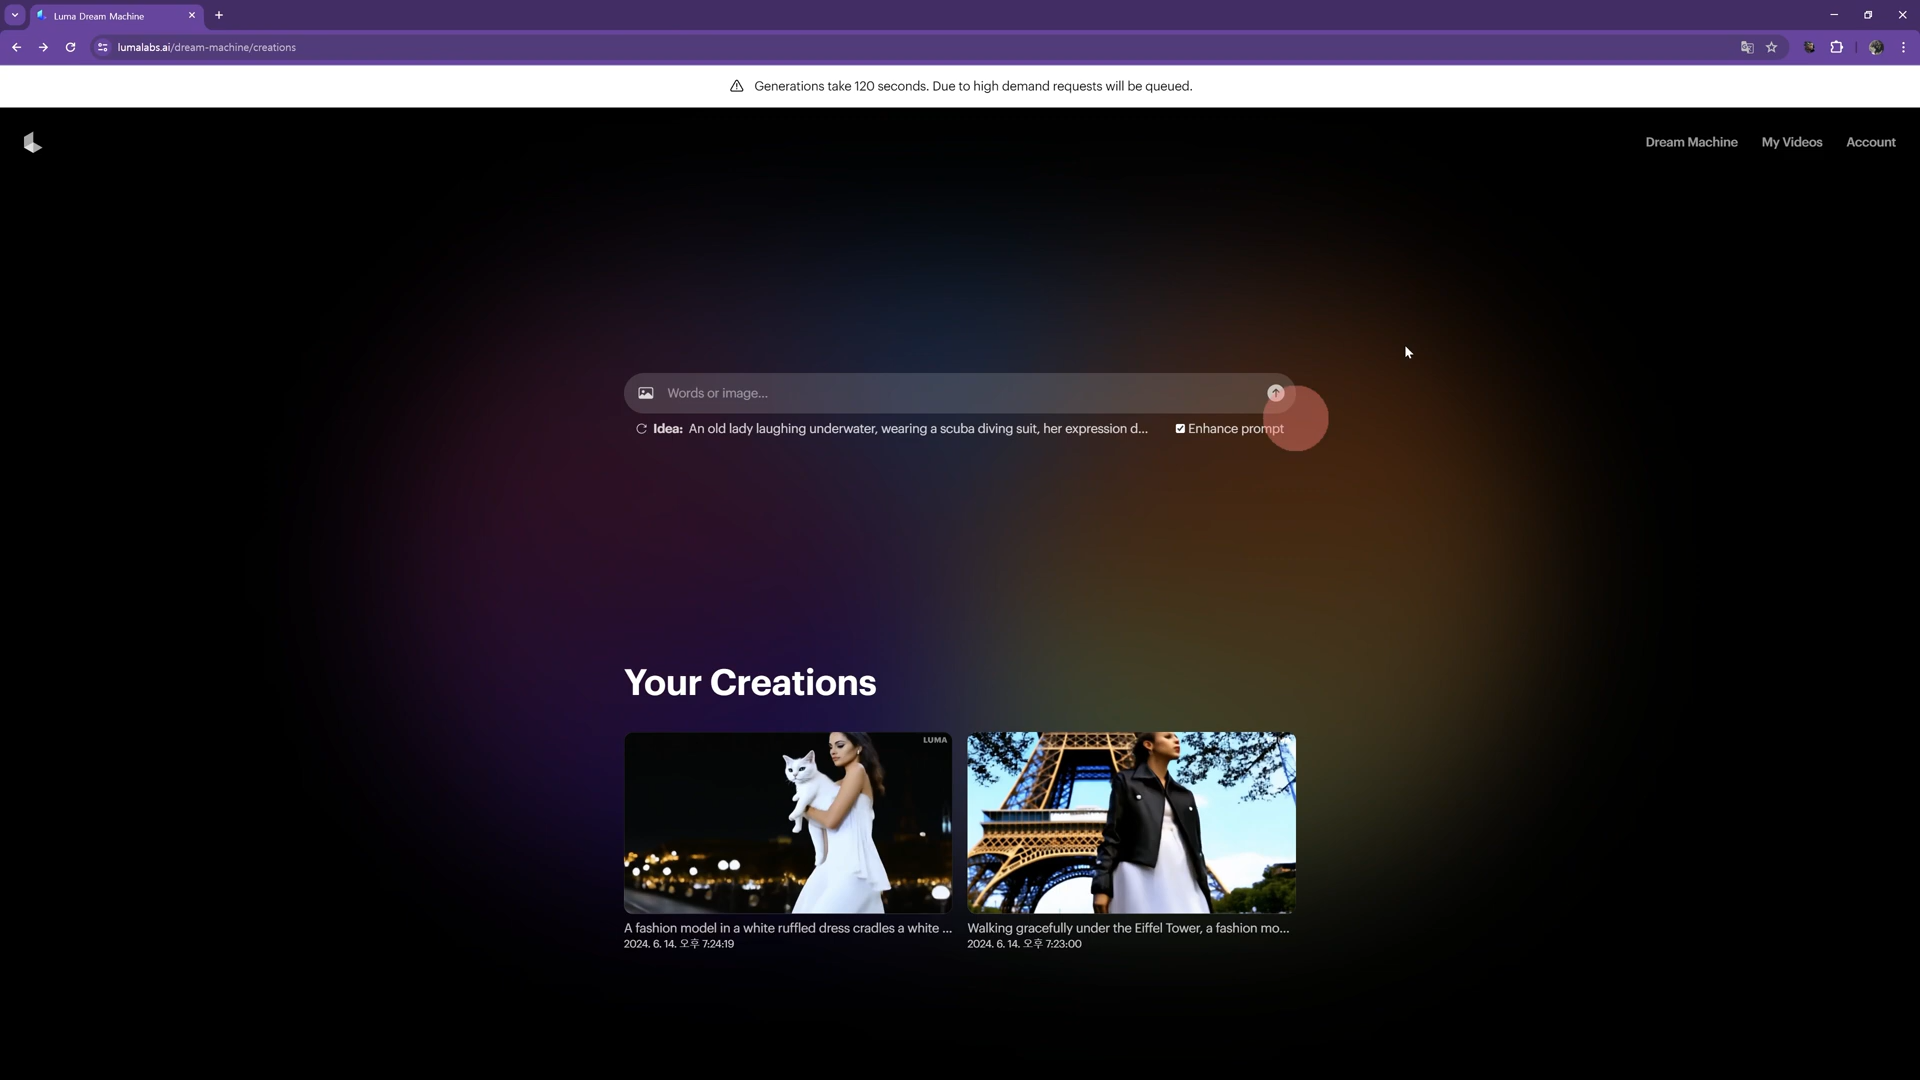 Luma Dream Machine
lumalabs.ai/dream-machine/creations
Generations take 120 seconds. Due to high demand requests will be queued.
Dream Machine
My Videos
Account
Words or image...
Idea: An old lady laughing underwater, wearing a scuba diving suit, her expression d...
Enhance prompt
Your Creations
LUMA
A fashion model in a white ruffled dress cradles a white ...
2024. 6. 14. 오후 7:24:19
Walking gracefully under the Eiffel Tower, a fashion mo...
2024. 6. 14. 오후 7:23:00